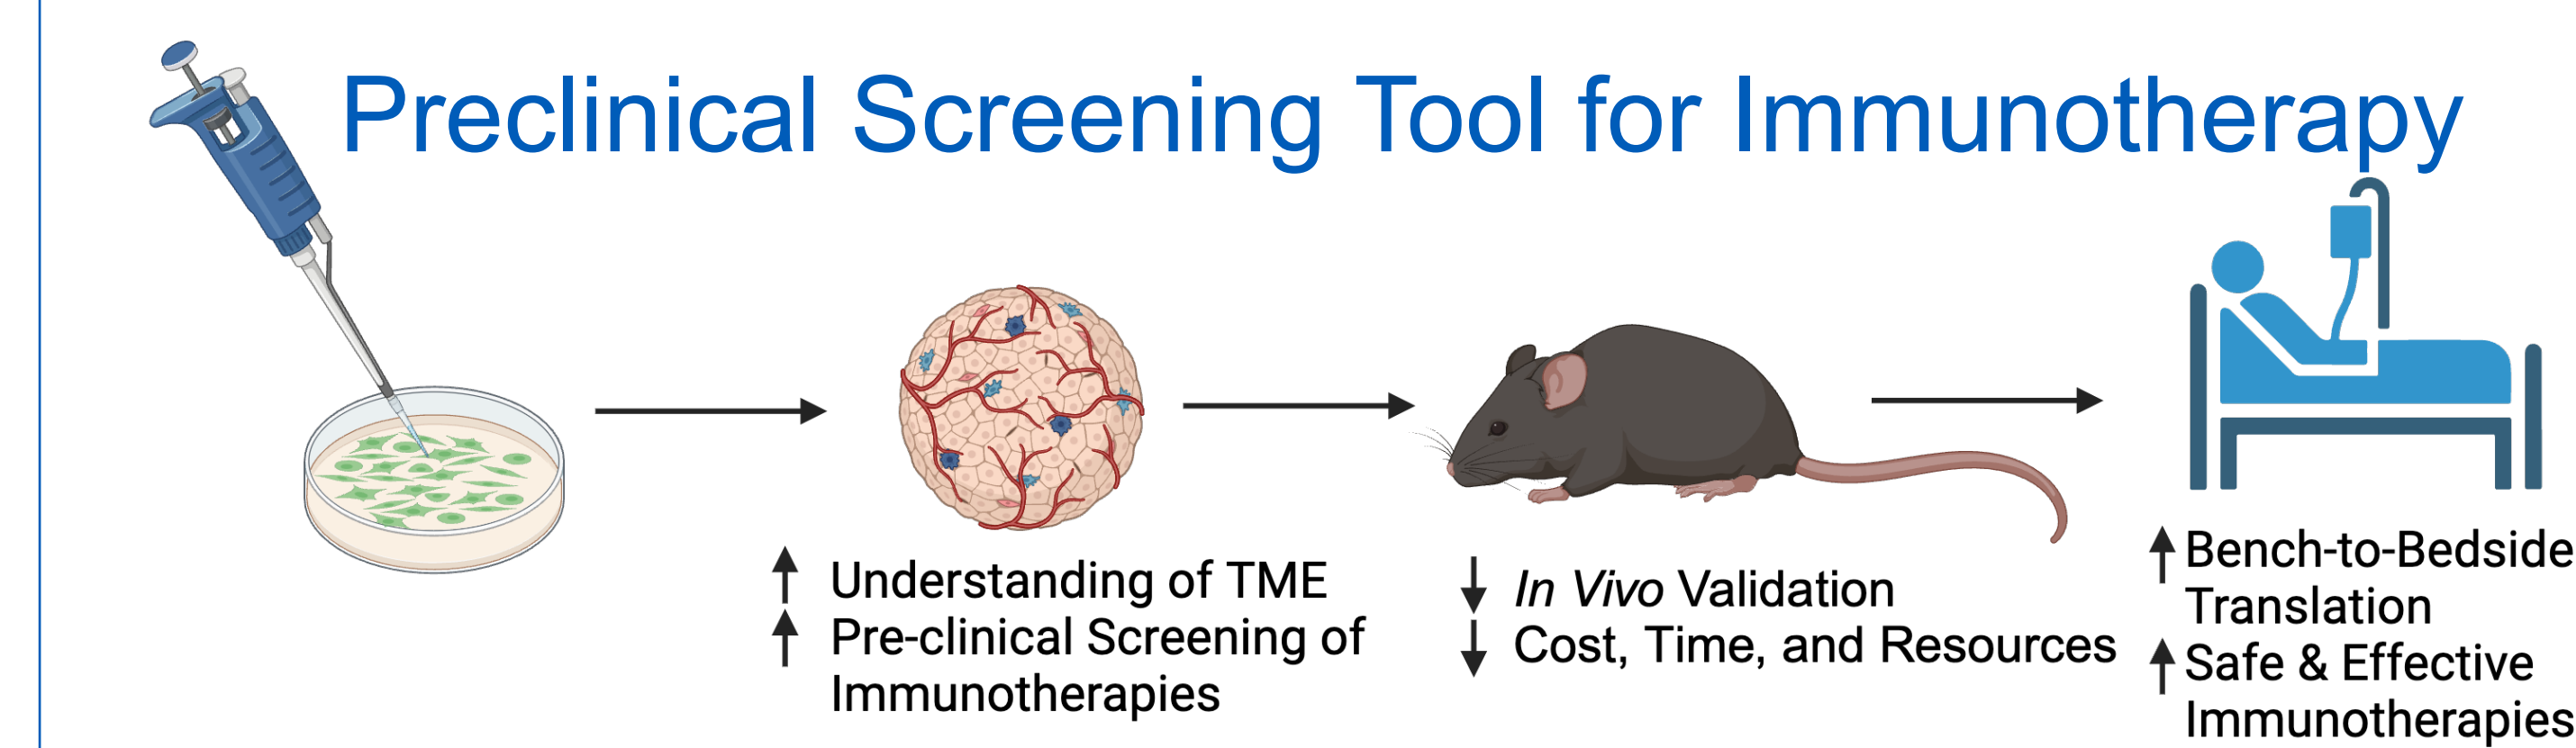 Preclinical Screening Tool for Immunotherapy
↑ Understanding of TME
↑ Pre-clinical Screening of
Immunotherapies
↓ In Vivo Validation
↓ Cost, Time, and Resources
↑ Bench-to-Bedside
Translation
↑ Safe & Effective
Immunotherapies